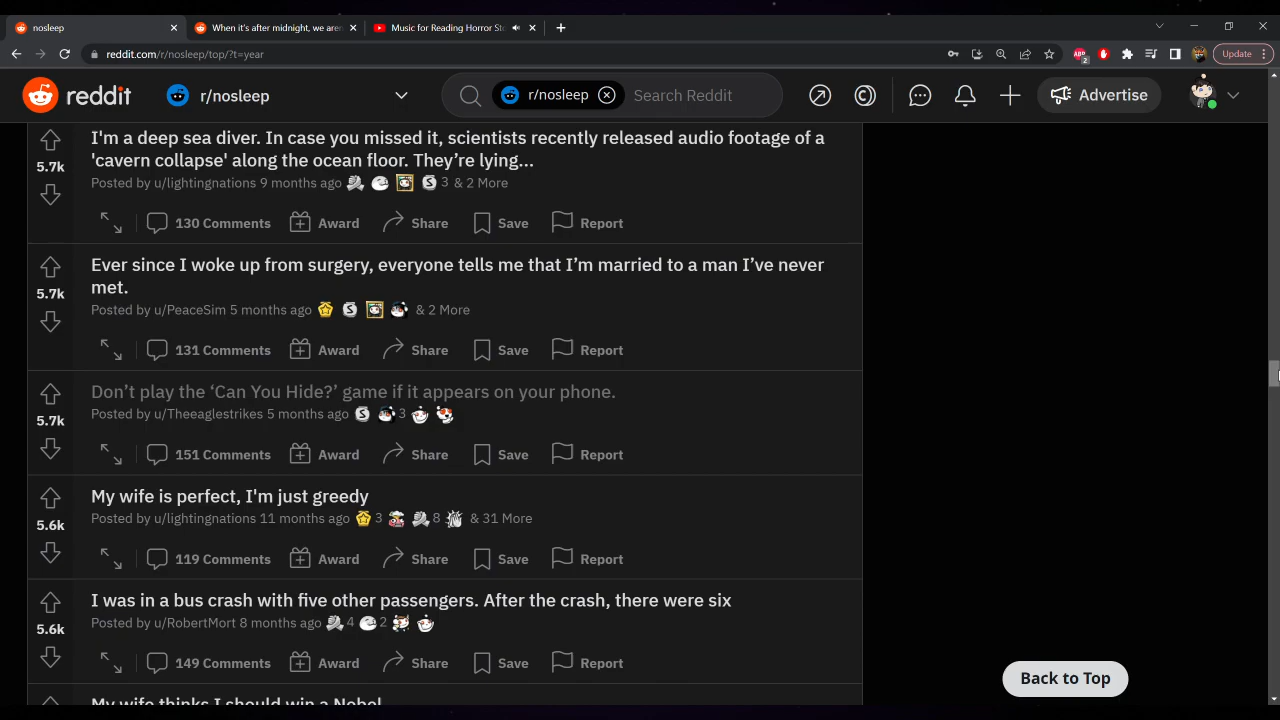 nosleep
When it's after midnight, we aren
Music for Reading Horror Sto
reddit.com/r/nosleep/top/?t=year
2
Update
reddit
r/nosleep
r/nosleep
Search Reddit
Advertise
I'm a deep sea diver. In case you missed it, scientists recently released audio footage of a
'cavern collapse' along the ocean floor. They're lying...
5.7k
Posted by u/lightingnations 9 months ago S 3 & 2 More
130 Comments Award Share Save Report
Ever since I woke up from surgery, everyone tells me that I'm married to a man I've never
met.
5.7k
Posted by u/PeaceSim 5 months ago S & 2 More
131 Comments Award Share Save Report
Don't play the ‘Can You Hide?’ game if it appears on your phone.
5.7k
Posted by u/Theeaglestrikes 5 months ago S 3
151 Comments Award Share Save Report
My wife is perfect, I'm just greedy
Posted by u/lightingnations 11 months ago 3 8 & 31 More
5.6k
119 Comments Award Share Save Report
I was in a bus crash with five other passengers. After the crash, there were six
Posted by u/RobertMort 8 months ago 4 2
5.6k
149 Comments Award Share Save Report
Back to Top
My wife thinks I should win a Nobel